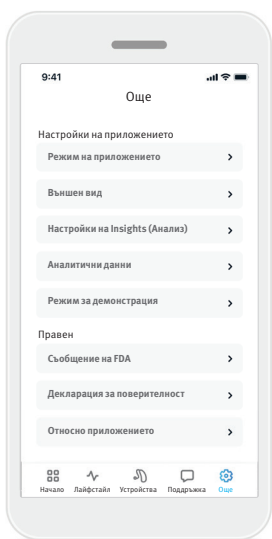 9:41
Още
Настройки на приложението
Режим на приложението
Външен вид
Настройки на Insights (Анализ)
Аналитични данни
Режим за демонстрация
Правен
Съобщение на FDA
Декларация за поверителност
Относно приложението
Начало Лайфстайл Устройства Поддръжка Още